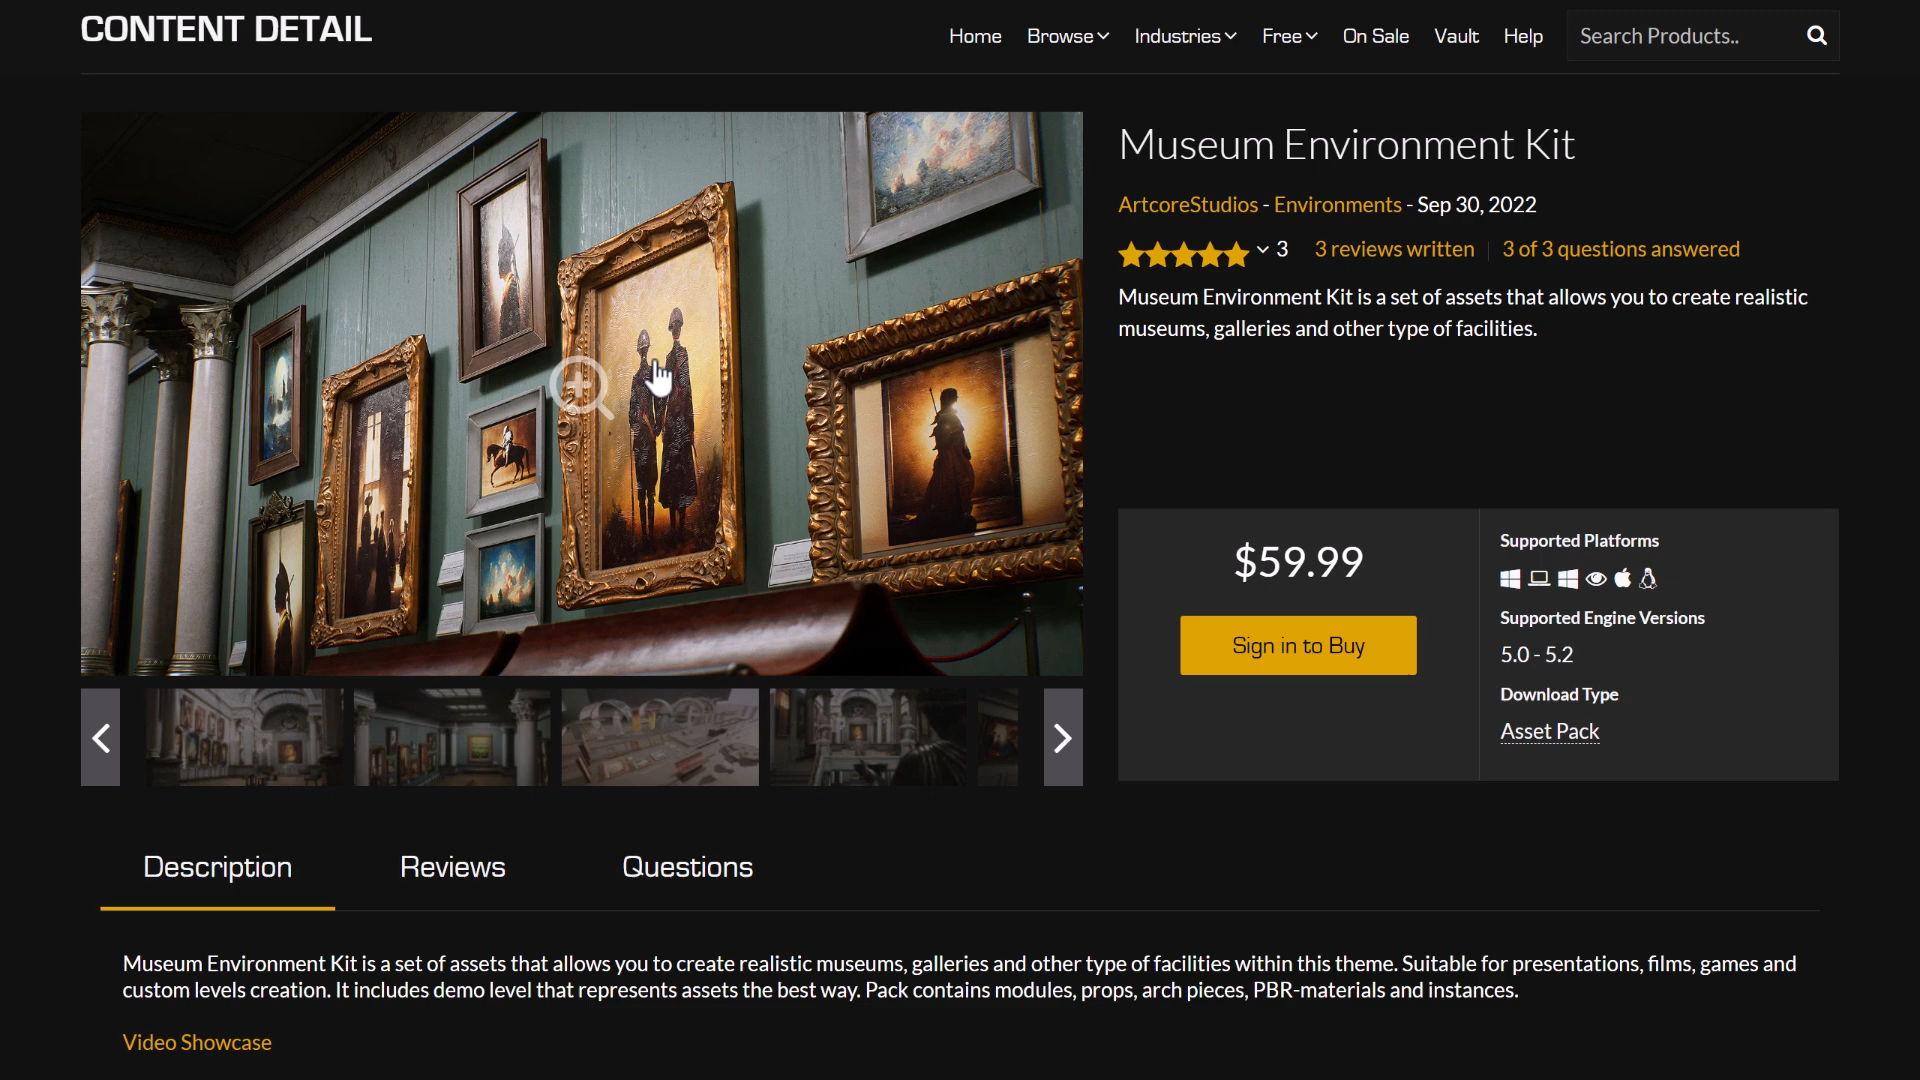 CONTENT DETAIL
Home Browse Industries Free On Sale Vault Help Search Products..
Museum Environment Kit
ArtcoreStudios - Environments - Sep 30, 2022
3 3 reviews written 3 of 3 questions answered
Museum Environment Kit is a set of assets that allows you to create realistic
museums, galleries and other type of facilities.
$59.99
Sign in to Buy
Supported Platforms
Supported Engine Versions
5.0 - 5.2
Download Type
Asset Pack
Description Reviews Questions
Museum Environment Kit is a set of assets that allows you to create realistic museums, galleries and other type of facilities within this theme. Suitable for presentations, films, games and
custom levels creation. It includes demo level that represents assets the best way. Pack contains modules, props, arch pieces, PBR-materials and instances.
Video Showcase